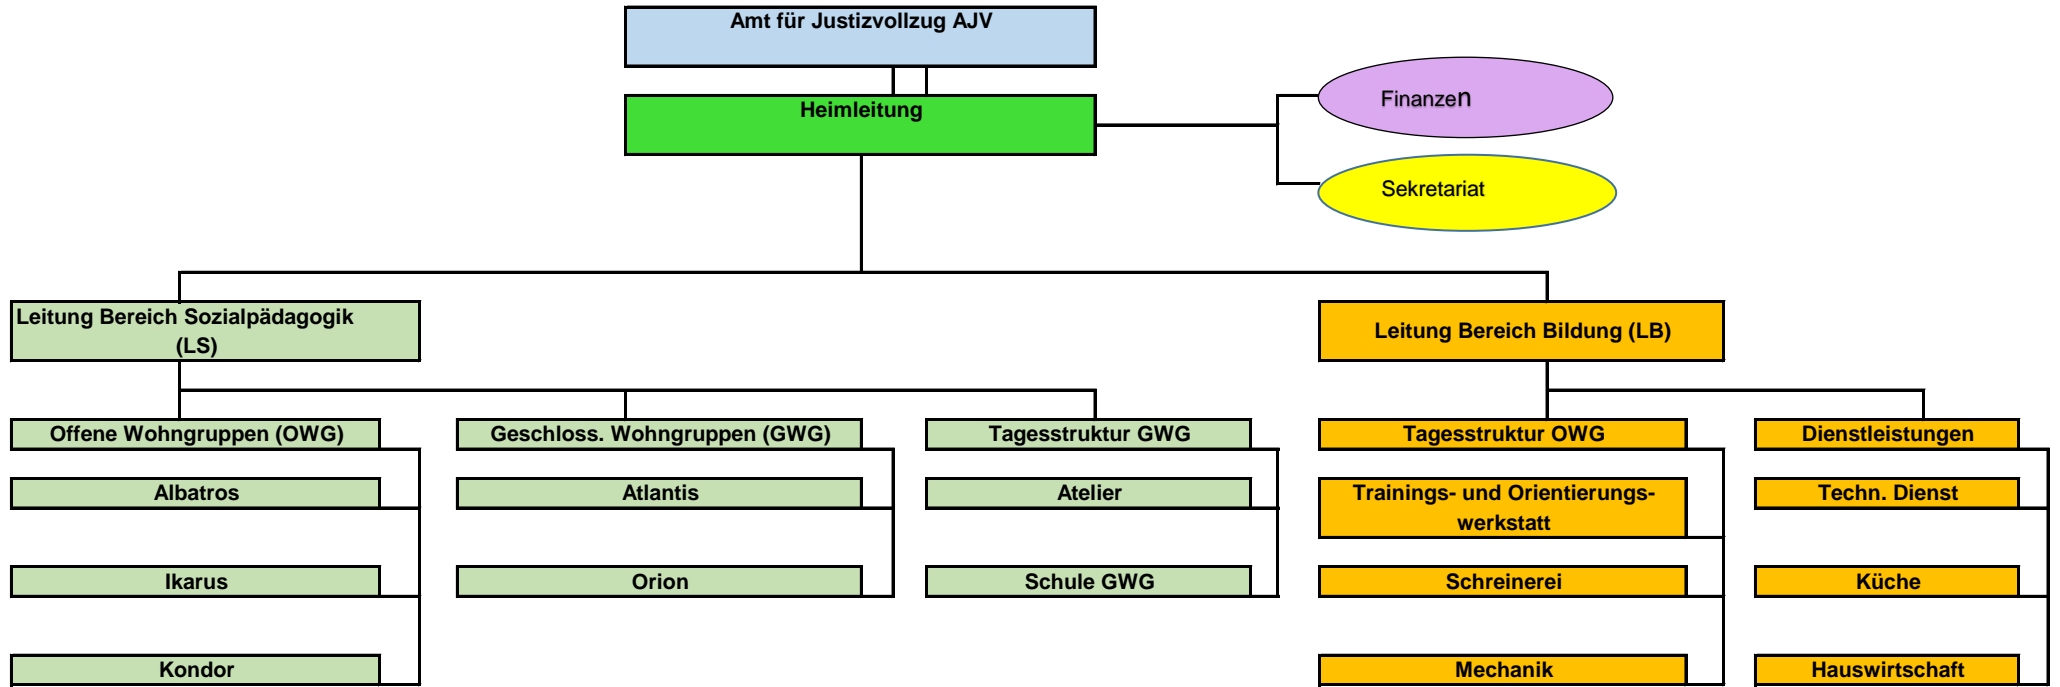 Amt für Justizvollzug AJV
Heimleitung
Finanzen
Sekretariat
Leitung Bereich Sozialpädagogik
(LS)
Leitung Bereich Bildung (LB)
Offene Wohngruppen (OWG)
Geschloss. Wohngruppen (GWG)
Tagesstruktur GWG
Tagesstruktur OWG
Dienstleistungen
Albatros
Atlantis
Atelier
Trainings- und Orientierungs-
werkstatt
Techn. Dienst
Ikarus
Orion
Schule GWG
Schreinerei
Küche
Kondor
Mechanik
Hauswirtschaft